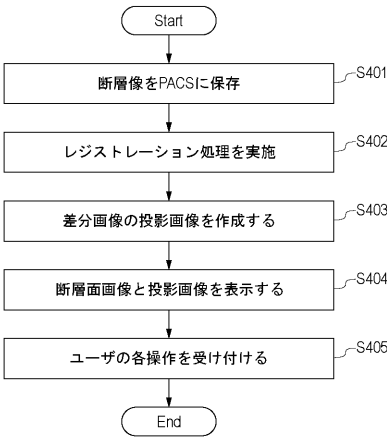 Start
断層像をPACSに保存
S401
レジストレーション処理を実施
S402
差分画像の投影画像を作成する
S403
断層面画像と投影画像を表示する
S404
ユーザの各操作を受け付ける
S405
End